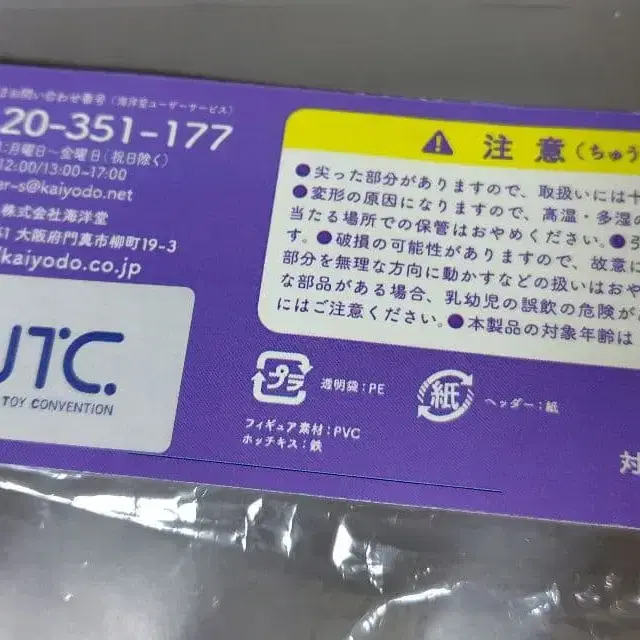 お問い合わせ番号(海洋堂ユーザーサービス)
20-351-177
:月曜日~金曜日(祝日除く)
12:00/13:00~17:00
er-s@kaiyodo.net
株式会社海洋堂
51 大阪府門真市柳町19-3
kaiyodo.co.jp
JTC.
TOY CONVENTION
注意(ちゅう
●尖った部分がありますので、取扱いには十
●変形の原因になりますので、高温・多湿の
当たる場所での保管はおやめください。●
す。●破損の可能性がありますので、故意に
部分を無理な方向に動かすなどの扱いはおや
な部品がある場合、乳幼児の誤飲の危険があ
にはご注意ください。●本製品の対象年齢は
プラ
透明袋:PE
紙
ヘッダー:紙
フィギュア素材:PVC
ホッチキス:鉄
対